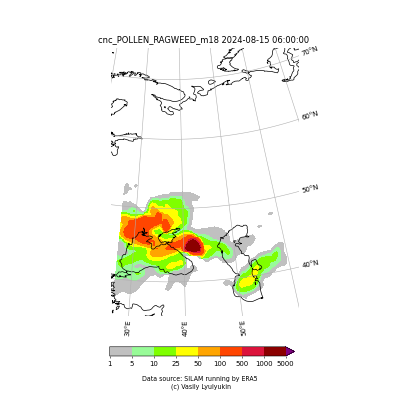 cnc_POLLEN_RAGWEED_m18 2024-08-15 06:00:00
70°N
60°N
50°N
40°N
30°E
40°E
50°E
1 5 10 25 50 100 500 1000 5000
Data source: SILAM running by ERA5
(c) Vasily Lyulyukin